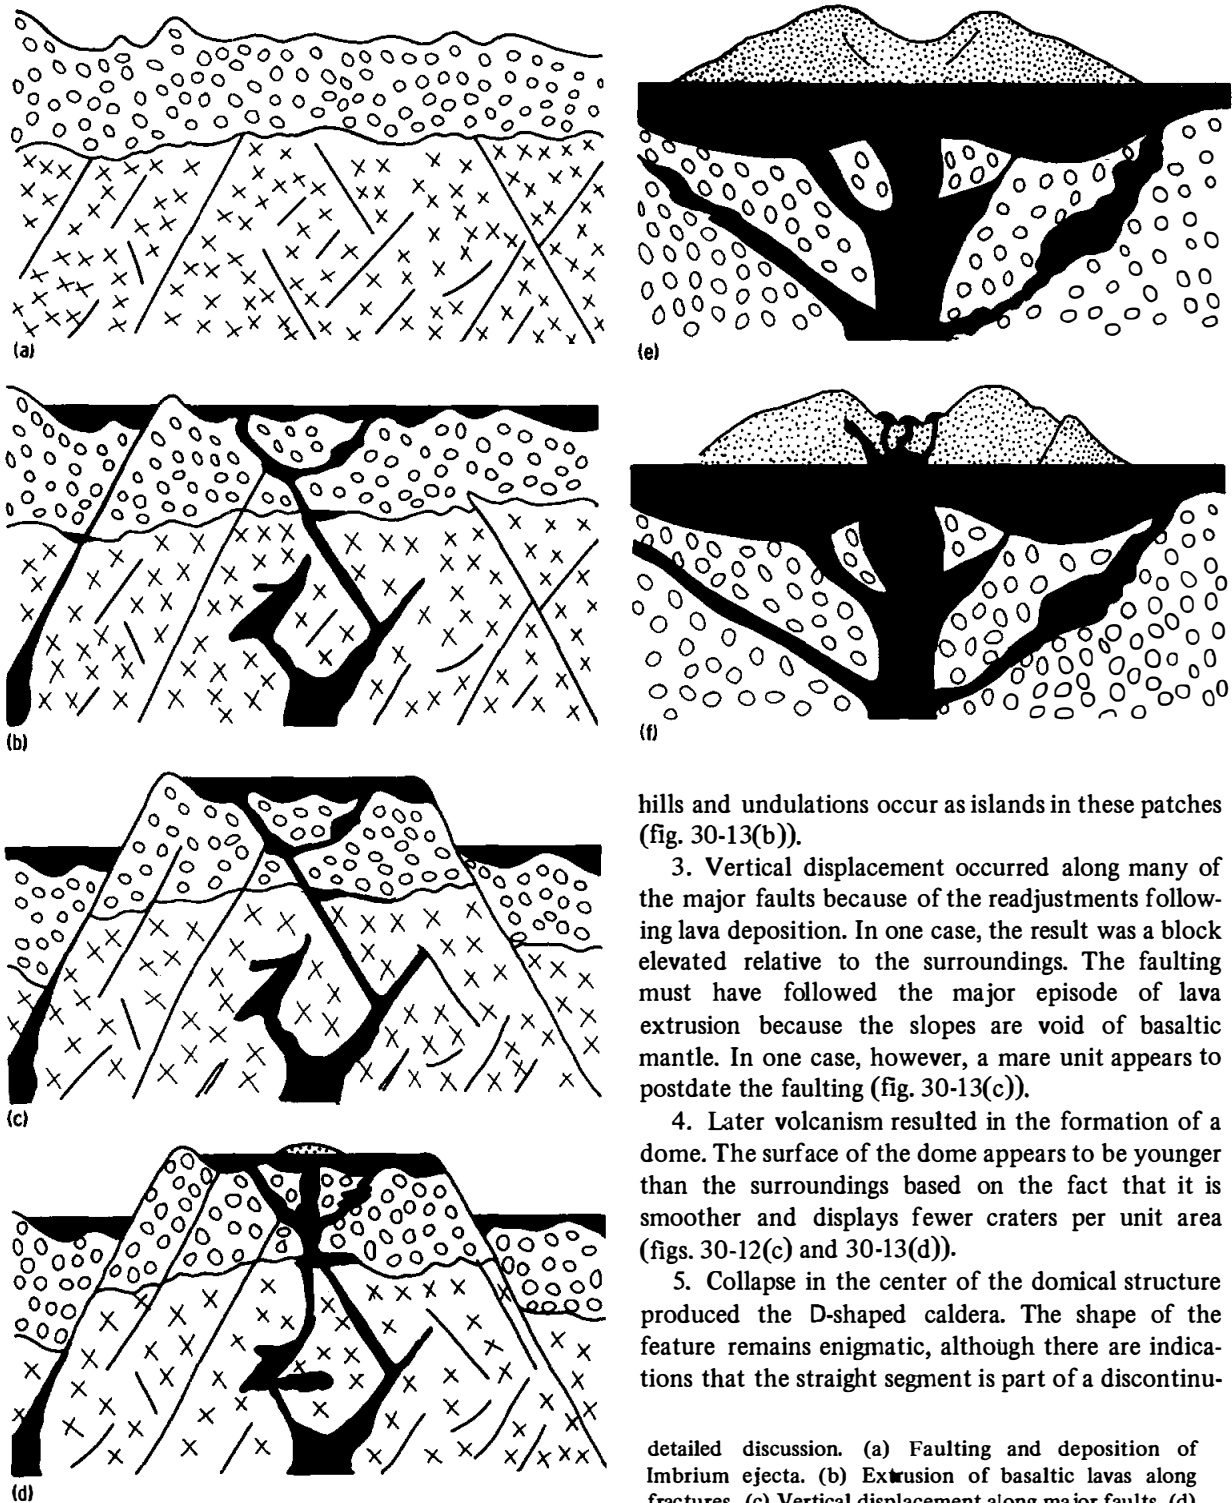 (a)
(b)
(c)
(d)
(e)
(f)
hills and undulations occur as islands in these patches
(fig. 30-13(b)).
3. Vertical displacement occurred along many of
the major faults because of the readjustments follow-
ing lava deposition. In one case, the result was a block
elevated relative to the surroundings. The faulting
must have followed the major episode of lava
extrusion because the slopes are void of basaltic
mantle. In one case, however, a mare unit appears to
postdate the faulting (fig. 30-13(c)).
4. Later volcanism resulted in the formation of a
dome. The surface of the dome appears to be younger
than the surroundings based on the fact that it is
smoother and displays fewer craters per unit area
(figs. 30-12(c) and 30-13(d)).
5. Collapse in the center of the domical structure
produced the D-shaped caldera. The shape of the
feature remains enigmatic, although there are indica-
tions that the straight segment is part of a discontinu-
detailed discussion. (a) Faulting and deposition of
Imbrium ejecta. (b) Extrusion of basaltic lavas along
fractures. (c) Vertical displacement along major faults. (d)